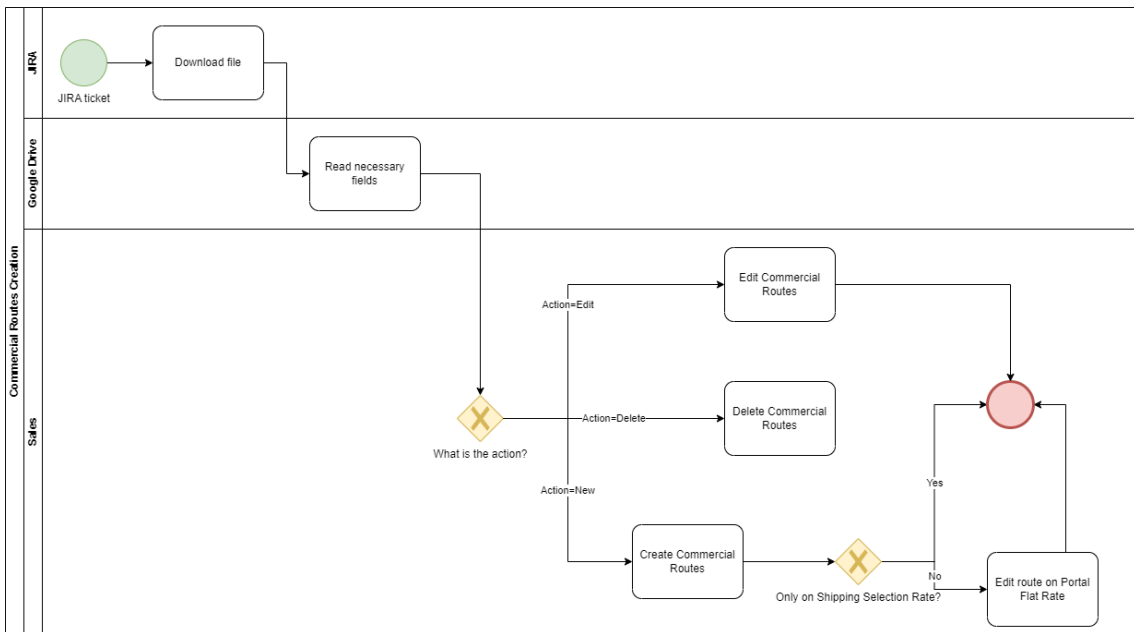 Commercial Routes Creation
JIRA
JIRA ticket
Download file
Google Drive
Read necessary
fields
Sales
What is the action?
Action=Edit
Edit Commercial
Routes
Action=Delete
Delete Commercial
Routes
Action=New
Create Commercial
Routes
Only on Shipping Selection Rate?
Yes
No
Edit route on Portal
Flat Rate